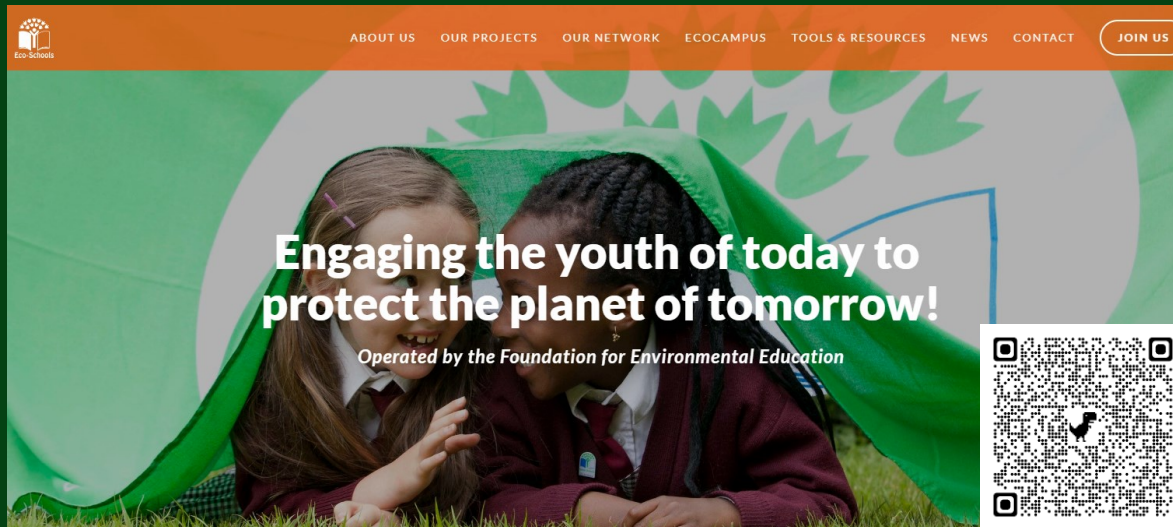 Eco-Schools
ABOUT US OUR PROJECTS OUR NETWORK ECOCAMPUS TOOLS & RESOURCES NEWS CONTACT JOIN US
Engaging the youth of today to
protect the planet of tomorrow!
Operated by the Foundation for Environmental Education